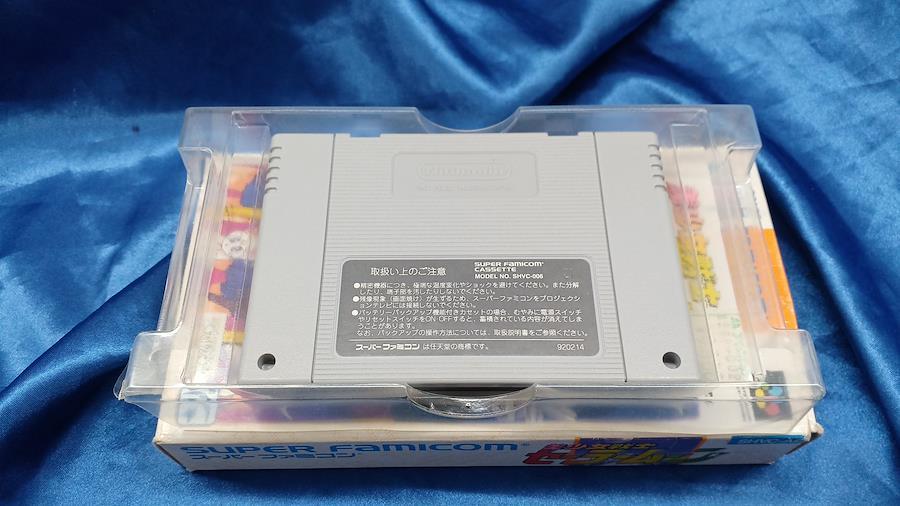 Nintendo
取扱い上のご注意
SUPER FAMICOM
CASSETTE
MODEL NO. SHVC-006
●精密機器につき、極端な温度変化やショックを避けてください。また分解
したり、端子部を汚したりしないでください。
●残像現象(画面焼け)が生ずるため、スーパーファミコンをプロジェクシ
ョンテレビには接続しないでください。
●バッテリーバックアップ機能付きカセットの場合、むやみに電源スイッチ
やリセットスイッチをON・OFFすると、蓄積されている内容が消えてしま
うことがあります。
なお、バックアップの操作方法については、取扱説明書をご参照ください。
スーパーファミコンは任天堂の商標です。
920214
SUPER FAMICOM
スーパーファミコン